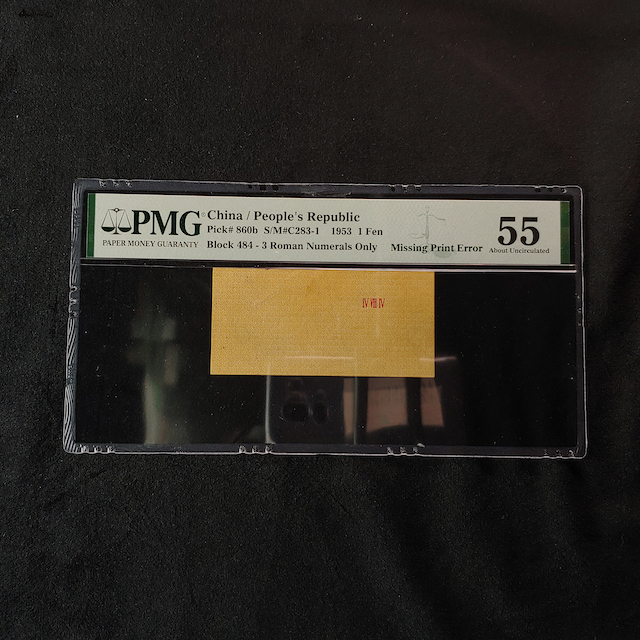 PMG
PAPER MONEY GUARANTY
China / People's Republic
Pick# 860b S/M#C283-1 1953 1 Fen
Block 484 - 3 Roman Numerals Only
Missing Print Error
55
About Uncirculated
IV VIII IV